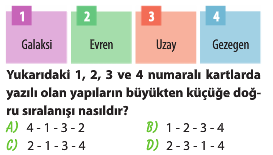 1 2 3 4
Galaksi Evren Uzay Gezegen
Yukarıdaki 1, 2, 3 ve 4 numaralı kartlarda
yazılı olan yapıların büyükten küçüğe doğ-
ru sıralanışı nasıldır?
A) 4 - 1 - 3 - 2 B) 1 - 2 - 3 - 4
C) 2 - 1 - 3 - 4 D) 2 - 3 - 1 - 4